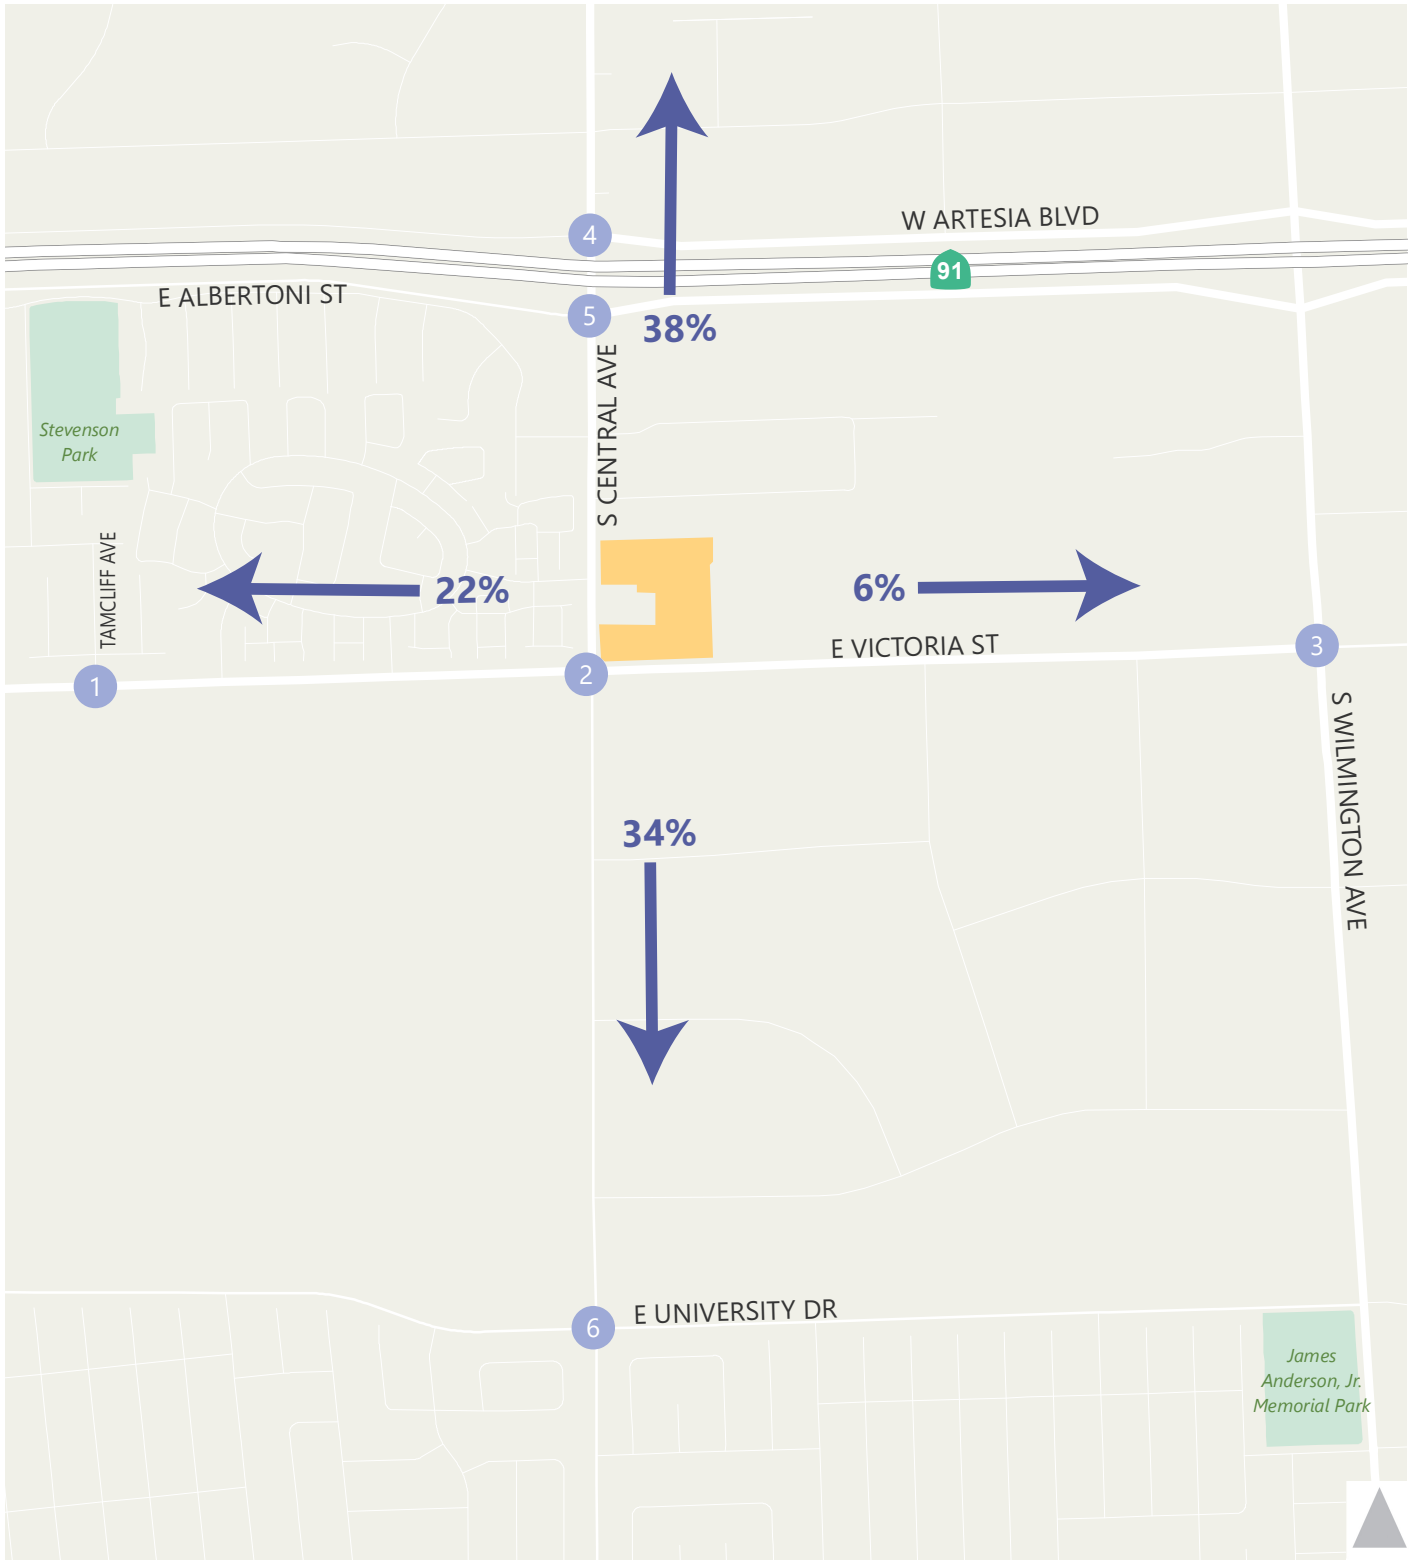 W ARTESIA BLVD
4
91
E ALBERTONI ST
5
38%
S CENTRAL AVE
Stevenson
Park
TAMCLIFF AVE
22%
6%
E VICTORIA ST
3
1
2
S WILMINGTON AVE
34%
E UNIVERSITY DR
6
James
Anderson, Jr.
Memorial Park